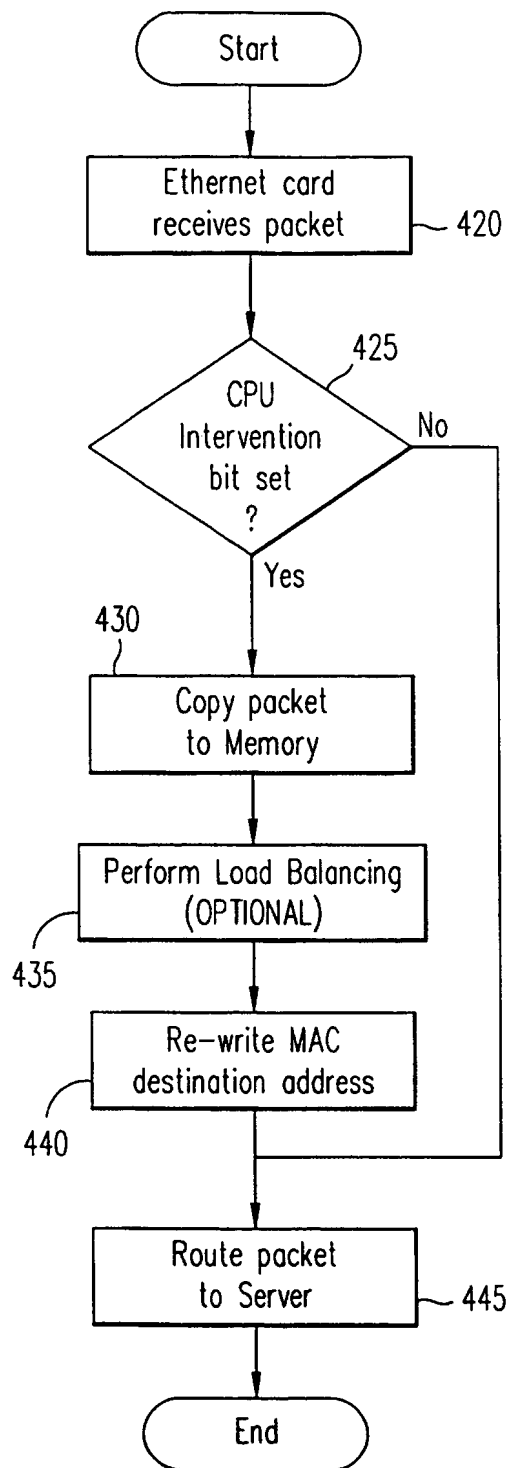 Start
Ethernet card
receives packet
420
425
CPU
Intervention
bit set
?
No
Yes
430
Copy packet
to Memory
Perform Load Balancing
(OPTIONAL)
435
Re-write MAC
destination address
440
Route packet
to Server
445
End